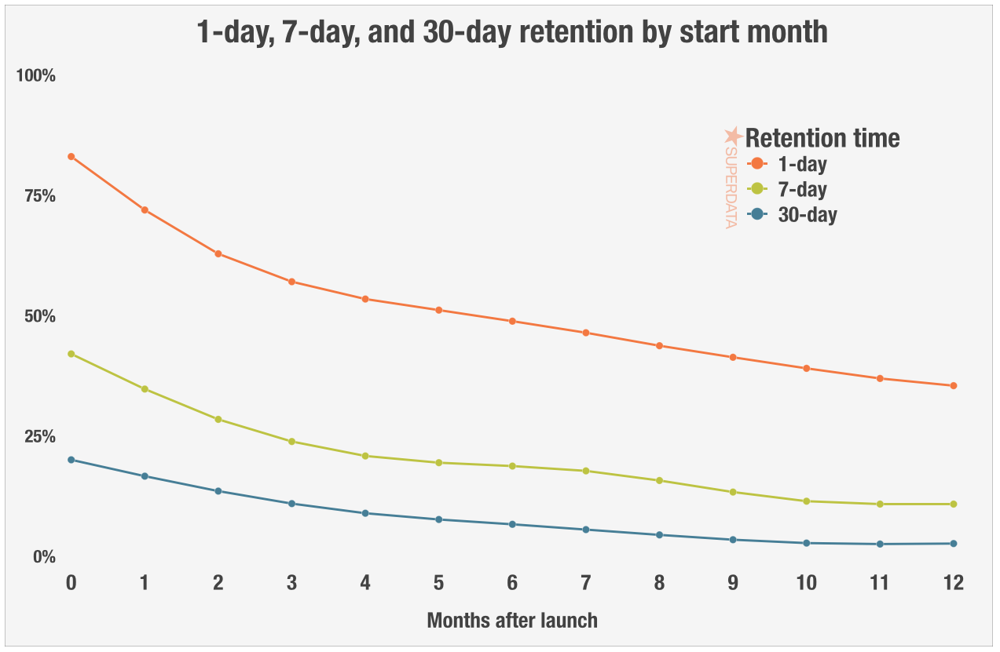 1-day, 7-day, and 30-day retention by start month
100%
75%
50%
25%
0%
Retention time
1-day
7-day
30-day
SUPERDATA
0 1 2 3 4 5 6 7 8 9 10 11 12
Months after launch